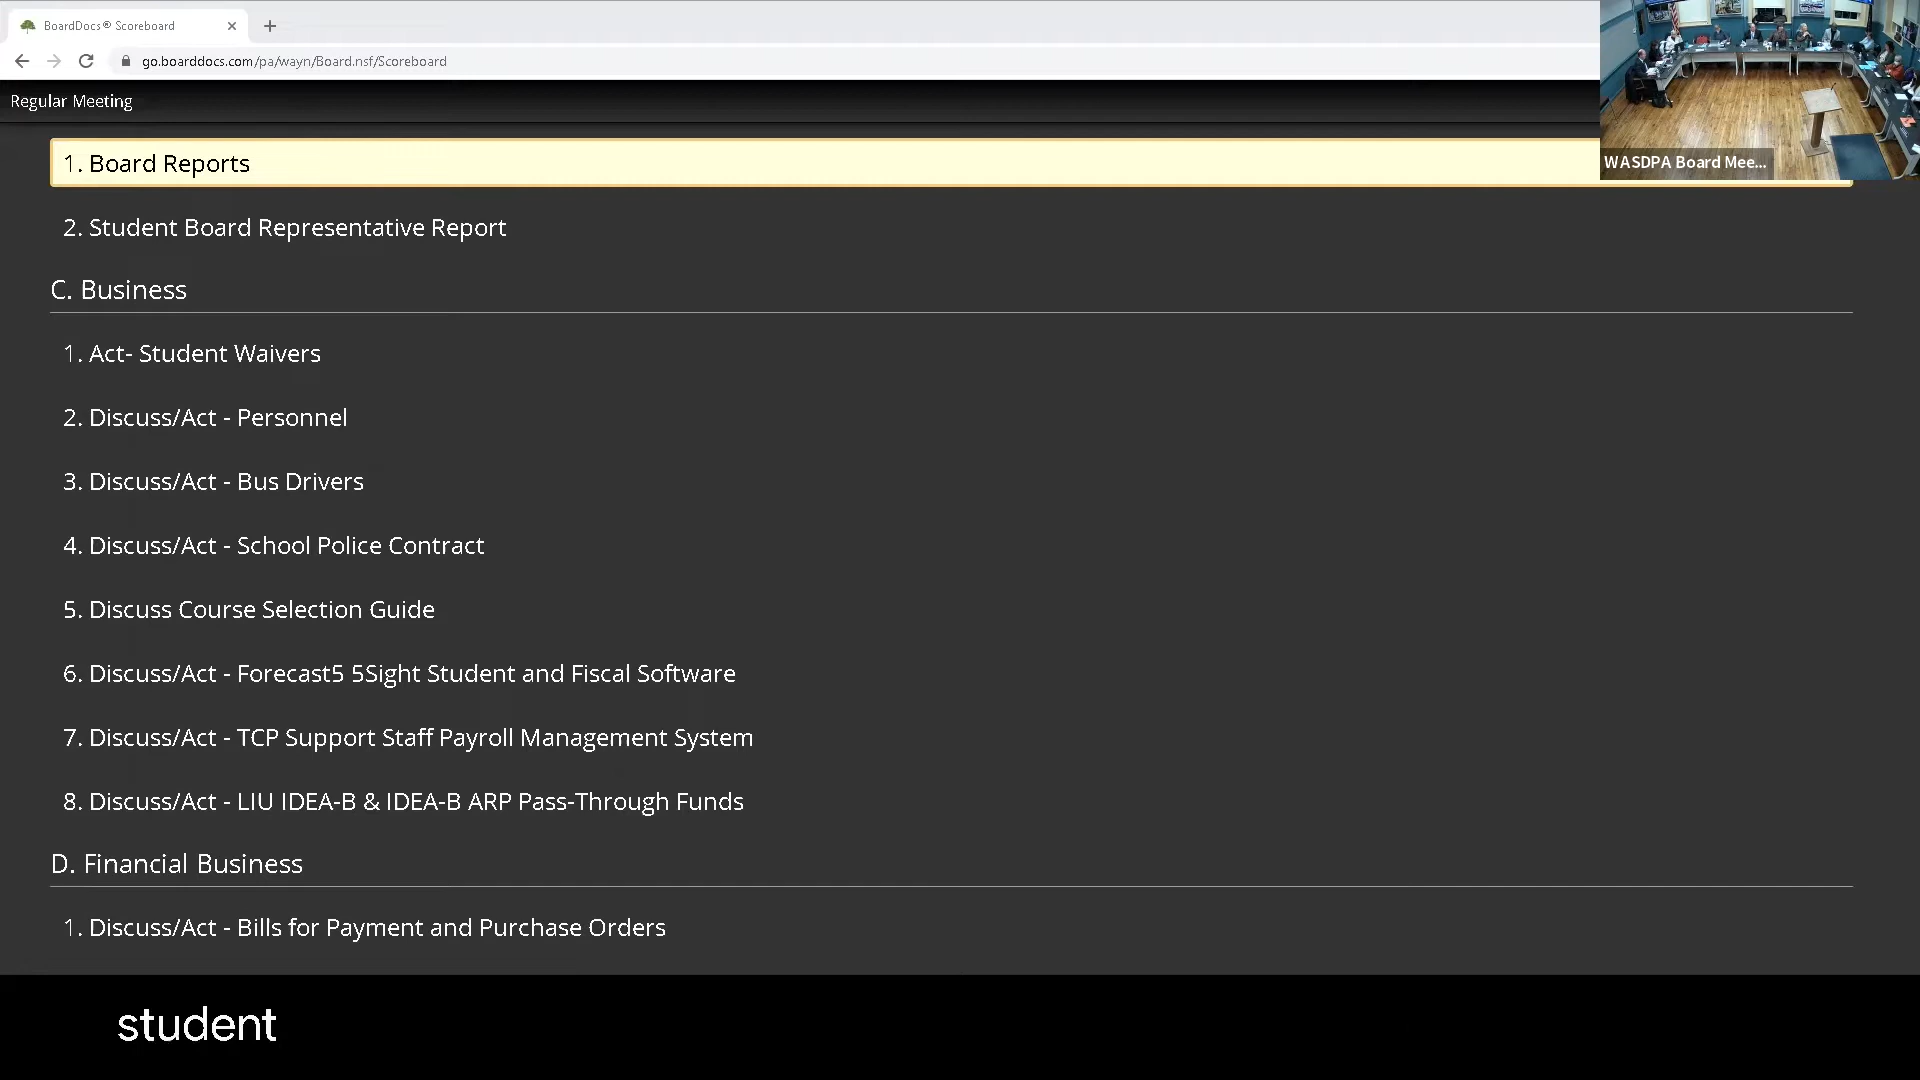 BoardDocs® Scoreboard
go.boarddocs.com/pa/wayn/Board.nsf/Scoreboard
Regular Meeting
WASDPA Board Mee...
1. Board Reports
2. Student Board Representative Report
C. Business
1. Act- Student Waivers
2. Discuss/Act - Personnel
3. Discuss/Act - Bus Drivers
4. Discuss/Act - School Police Contract
5. Discuss Course Selection Guide
6. Discuss/Act - Forecast5 5Sight Student and Fiscal Software
7. Discuss/Act - TCP Support Staff Payroll Management System
8. Discuss/Act - LIU IDEA-B & IDEA-B ARP Pass-Through Funds
D. Financial Business
1. Discuss/Act - Bills for Payment and Purchase Orders
student